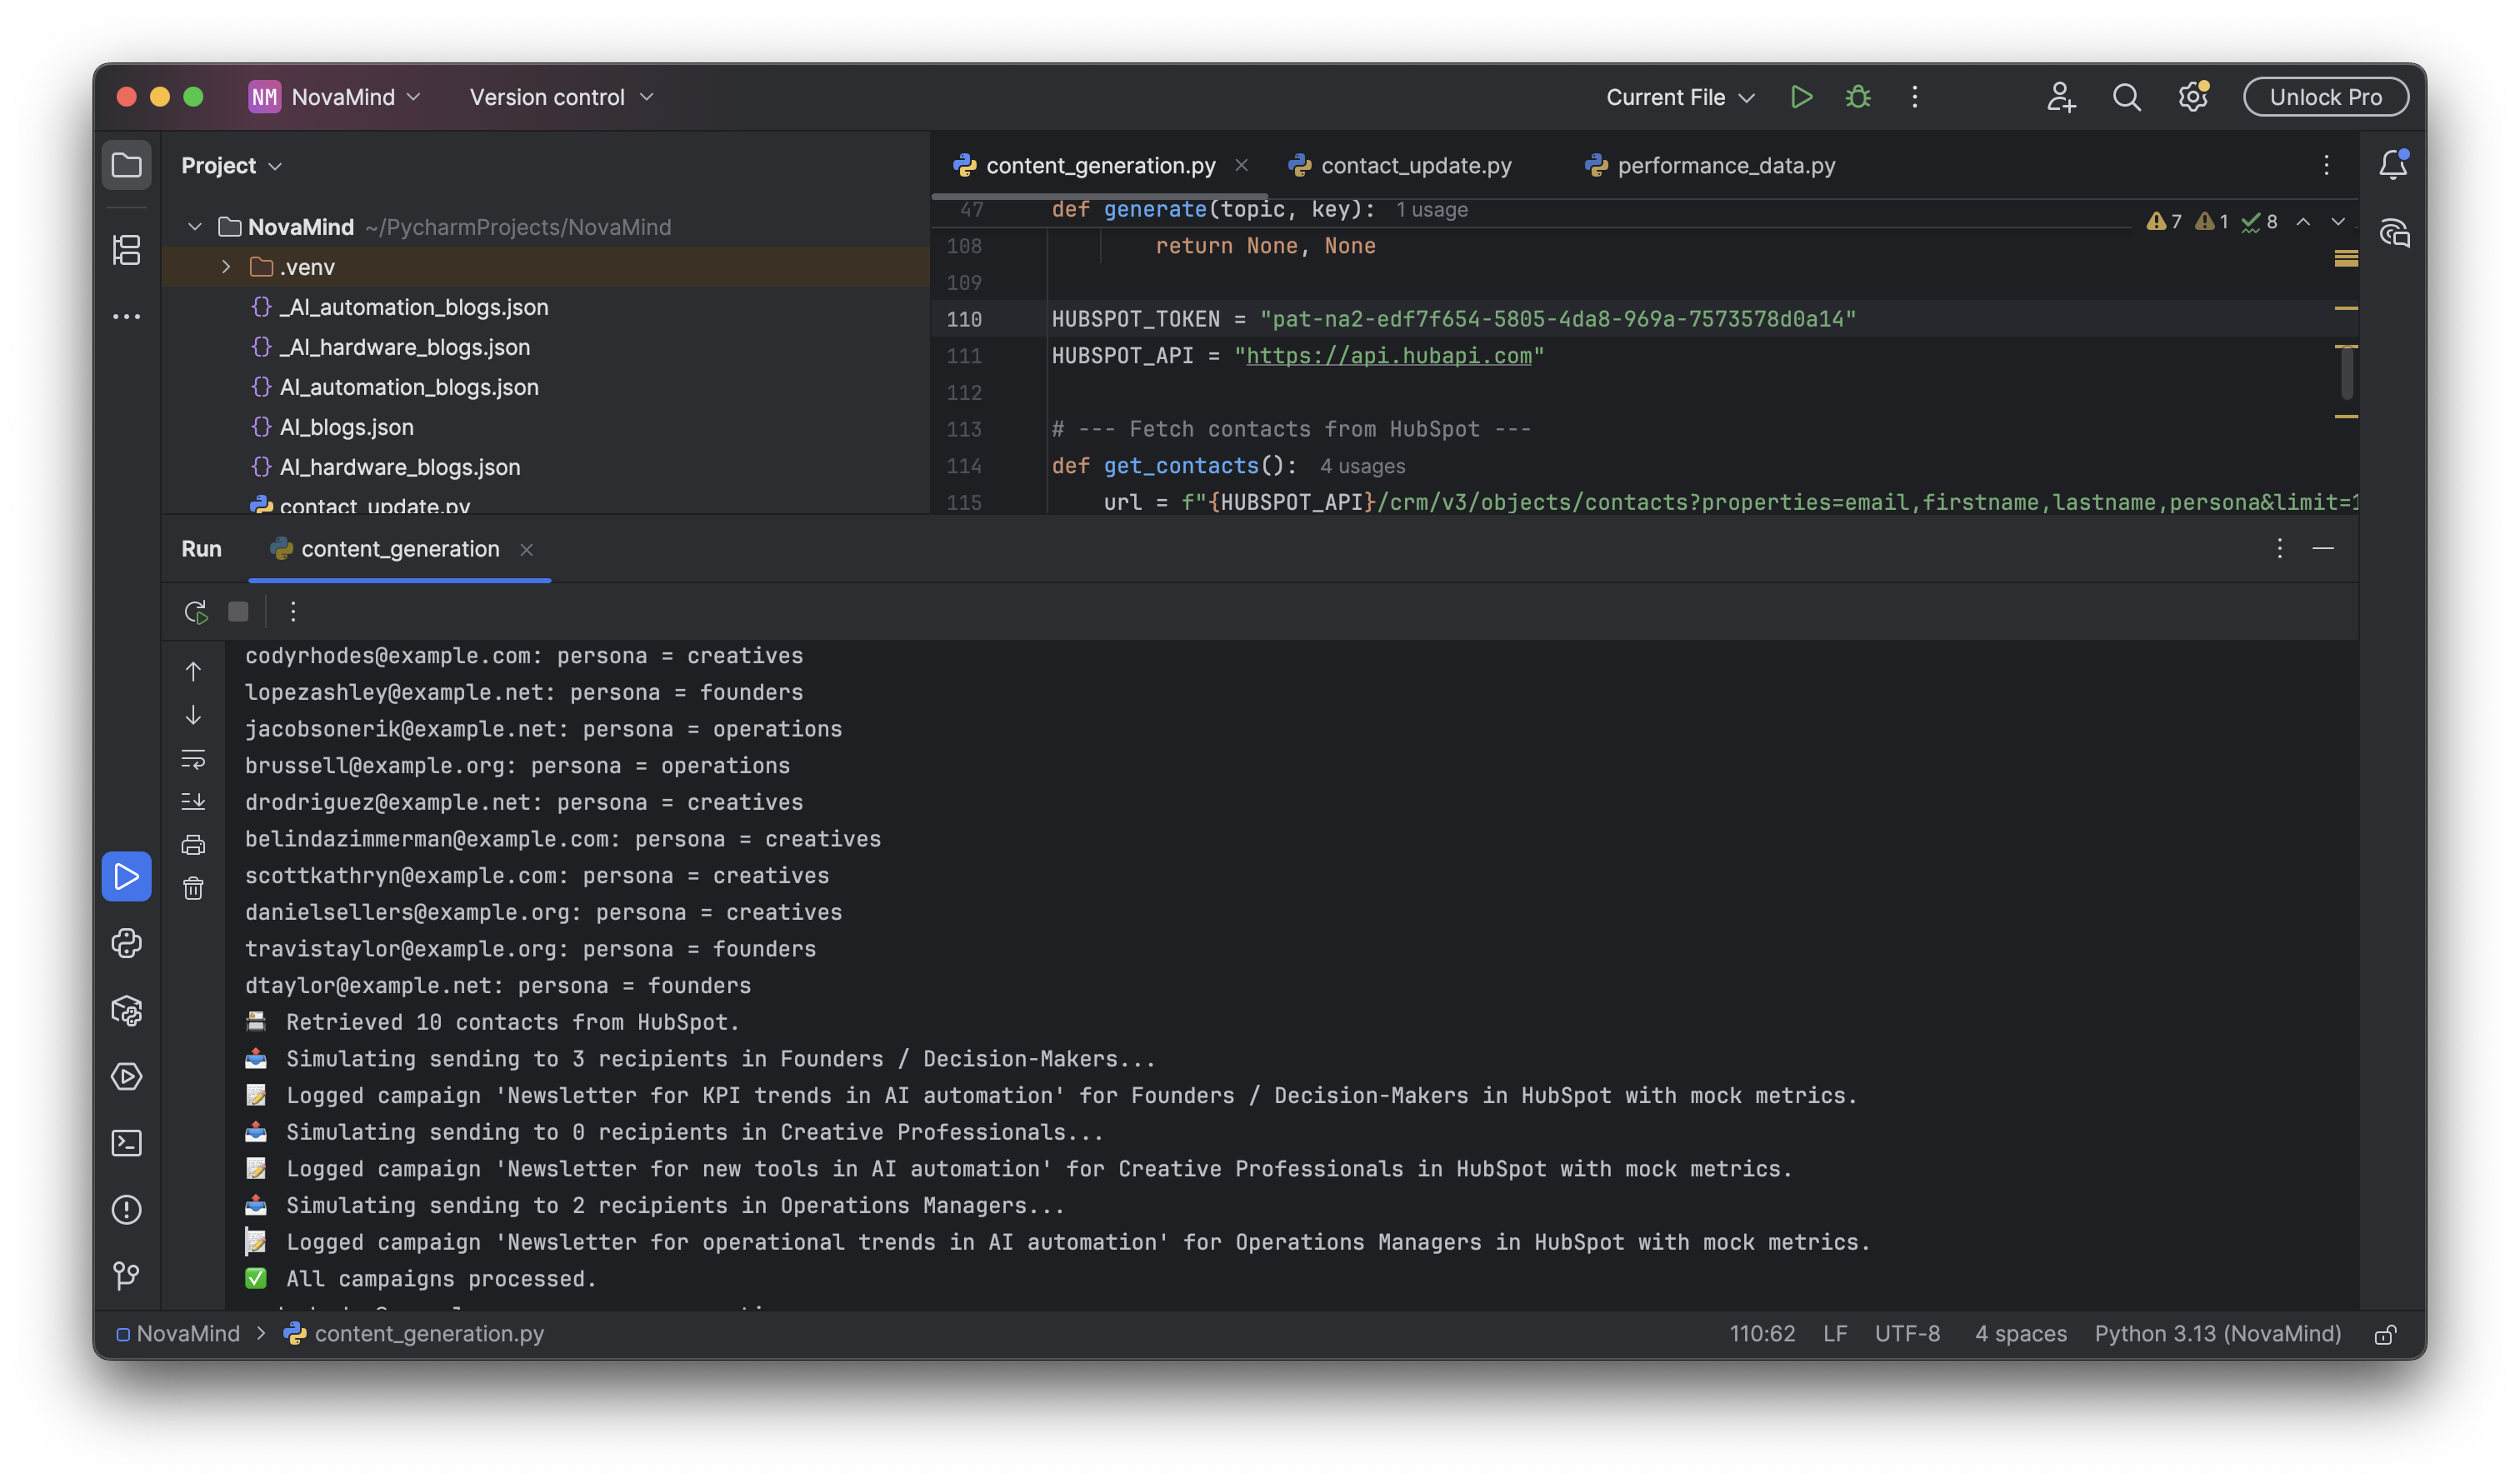 NM NovaMind Version control Current File Unlock Pro
Project
NovaMind ~/PycharmProjects/NovaMind
.venv
_AI_automation_blogs.json
_AI_hardware_blogs.json
AI_automation_blogs.json
AI_blogs.json
AI_hardware_blogs.json
contact_update.py
content_generation.py contact_update.py performance_data.py
47 def generate(topic, key): 1 usage
7 1 8
108 return None, None
109
110 HUBSPOT_TOKEN = "pat-na2-edf7f654-5805-4da8-969a-7573578d0a14"
111 HUBSPOT_API = "https://api.hubapi.com"
112
113 # --- Fetch contacts from HubSpot ---
114 def get_contacts(): 4 usages
115 url = f"{HUBSPOT_API}/crm/v3/objects/contacts?properties=email,firstname,lastname,persona&limit=1
Run content_generation
codyrhodes@example.com: persona = creatives
lopezashley@example.net: persona = founders
jacobsonerik@example.net: persona = operations
brussell@example.org: persona = operations
drodriguez@example.net: persona = creatives
belindazimmerman@example.com: persona = creatives
scottkathryn@example.com: persona = creatives
danielsellers@example.org: persona = creatives
travistaylor@example.org: persona = founders
dtaylor@example.net: persona = founders
📇 Retrieved 10 contacts from HubSpot.
📤 Simulating sending to 3 recipients in Founders / Decision-Makers...
📝 Logged campaign 'Newsletter for KPI trends in AI automation' for Founders / Decision-Makers in HubSpot with mock metrics.
📤 Simulating sending to 0 recipients in Creative Professionals...
📝 Logged campaign 'Newsletter for new tools in AI automation' for Creative Professionals in HubSpot with mock metrics.
📤 Simulating sending to 2 recipients in Operations Managers...
📝 Logged campaign 'Newsletter for operational trends in AI automation' for Operations Managers in HubSpot with mock metrics.
✅ All campaigns processed.
NovaMind > content_generation.py 110:62 LF UTF-8 4 spaces Python 3.13 (NovaMind)